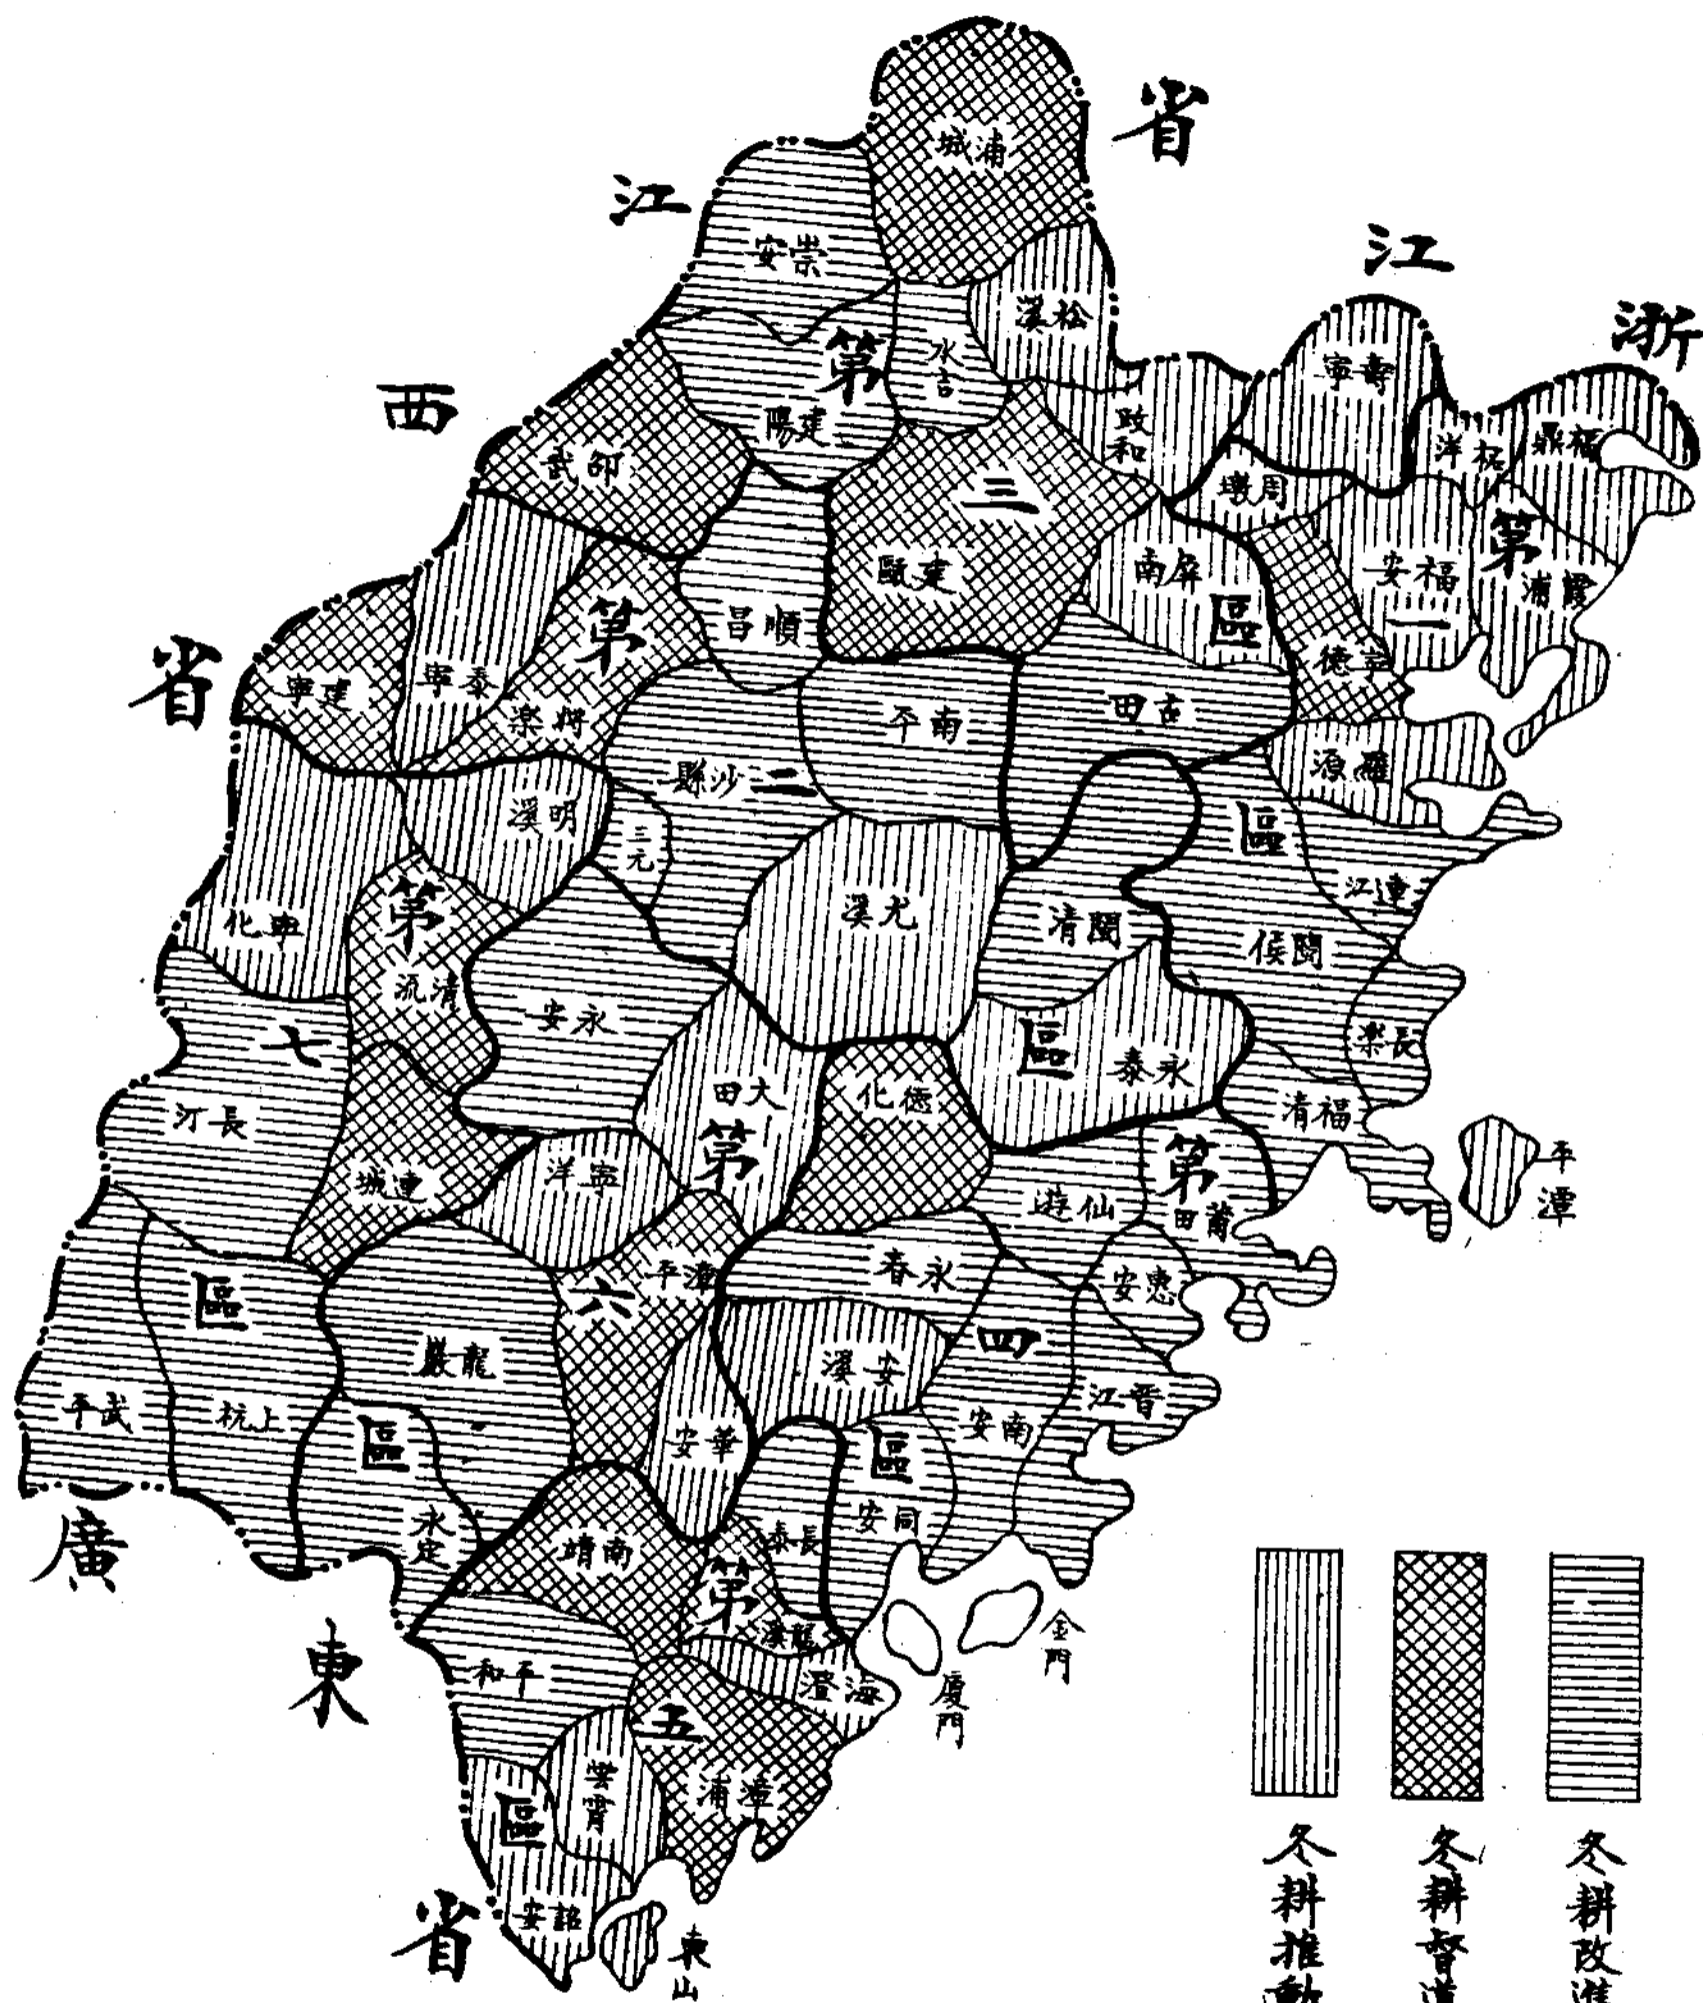 浙江省
江西省
廣東省
第一區
第二區
第三區
第四區
第五區
第六區
第七區
浦城
崇安
松溪
水吉
建陽
政和
壽寧
柘洋
福鼎
邵武
周墩
建甌
屏南
福安
霞浦
順昌
寧德
泰寧
建寧
將樂
南平
古田
羅源
沙縣
明溪
三元
連江
尤溪
閩清
閩侯
寧化
清流
永安
長樂
永泰
大田
德化
福清
長汀
平潭
連城
寧洋
仙遊
莆田
漳平
永春
惠安
龍巖
安溪
晉江
武平
上杭
華安
南安
永定
長泰
同安
南靖
龍溪
金門
廈門
海澄
平和
雲霄
漳浦
詔安
東山
冬耕推動
冬耕督導
冬耕改進